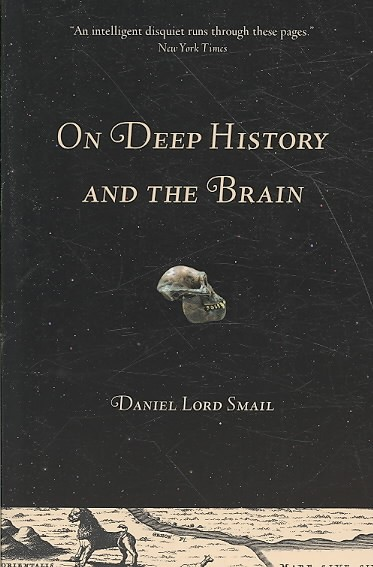 "An intelligent disquiet runs through these pages."
New York Times
On Deep History
and the Brain
Daniel Lord Smail
ORIENTALIS